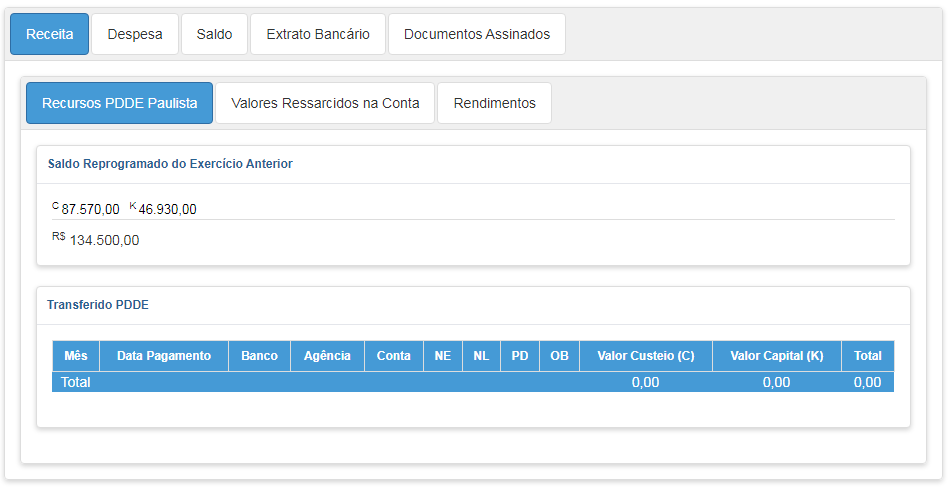 Receita Despesa Saldo Extrato Bancário Documentos Assinados
Recursos PDDE Paulista Valores Ressarcidos na Conta Rendimentos
Saldo Reprogramado do Exercício Anterior
C 87.570,00 K 46.930,00
R$ 134.500,00
Transferido PDDE
Mês Data Pagamento Banco Agência Conta NE NL PD OB Valor Custeio (C) Valor Capital (K) Total
Total 0,00 0,00 0,00